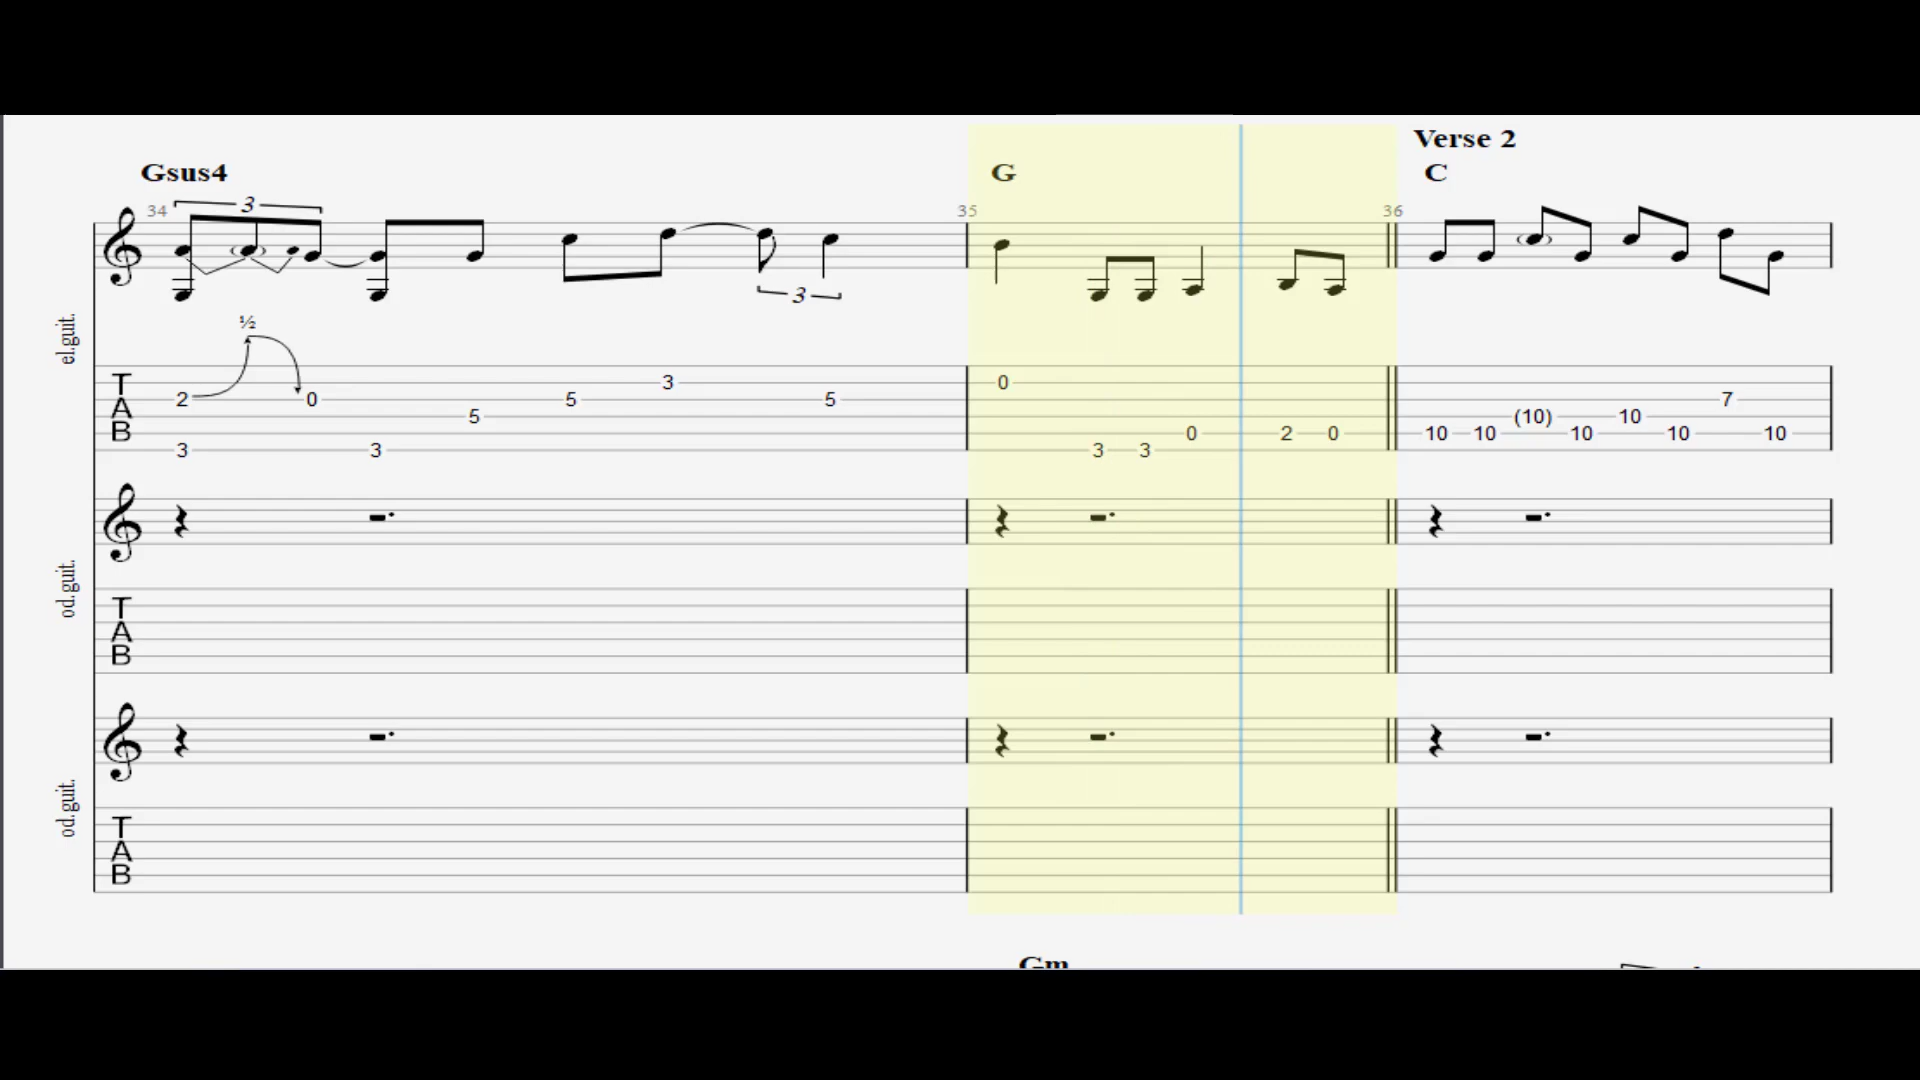 Verse 2
Gsus4 G C
34 3 35 36
3
el.guit.
½
T
A
B
3 0
2 0 5 5 7
5 (10) 10
0 2 0 10 10 10 10 10
3 3 3 3
od.guit.
T
A
B
od.guit.
T
A
B
Gm